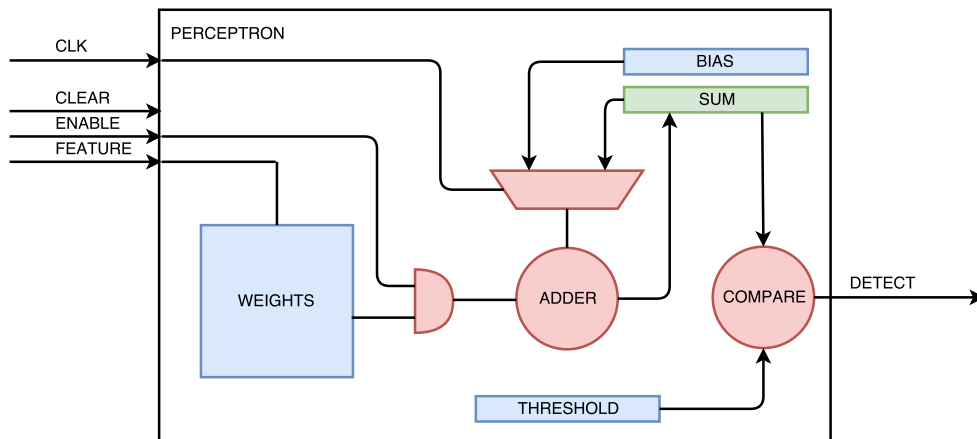 PERCEPTRON
CLK
CLEAR
ENABLE
FEATURE
BIAS
SUM
WEIGHTS
ADDER
COMPARE
DETECT
THRESHOLD